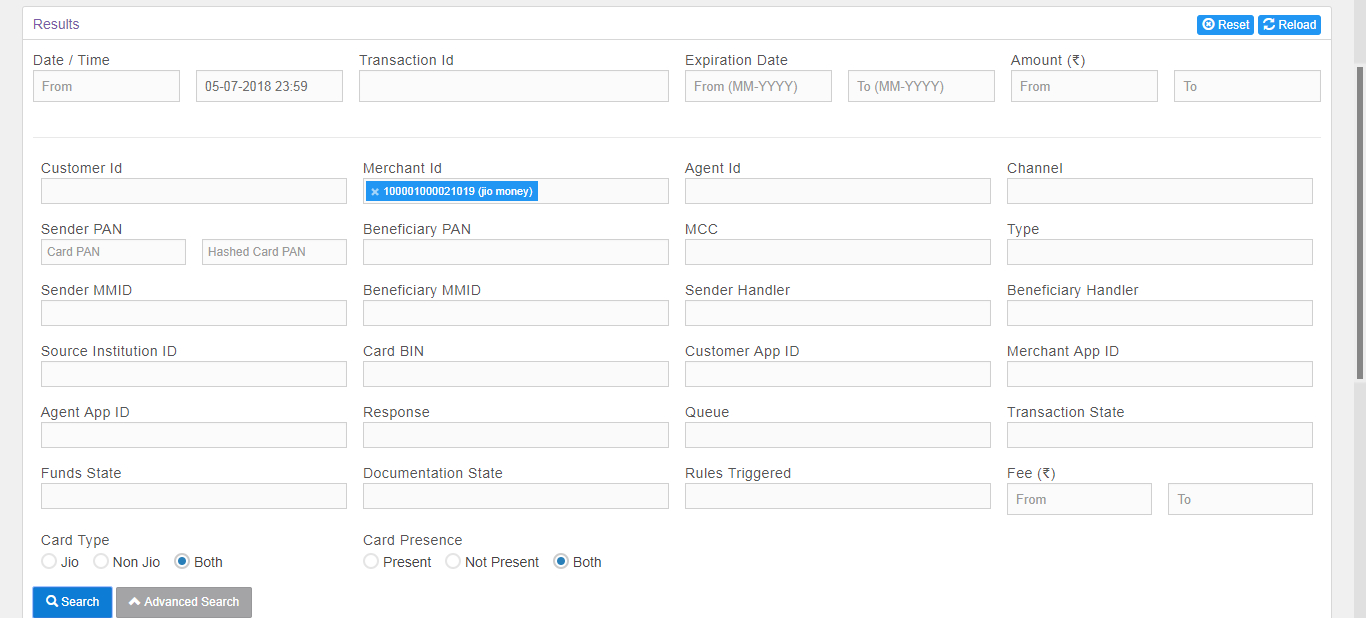 Results
Reset Reload
Date / Time Transaction Id Expiration Date Amount (₹)
From 05-07-2018 23:59 From (MM-YYYY) To (MM-YYYY) From To
Customer Id Merchant Id Agent Id Channel
× 100001000021019 (jio money)
Sender PAN Beneficiary PAN MCC Type
Card PAN Hashed Card PAN
Sender MMID Beneficiary MMID Sender Handler Beneficiary Handler
Source Institution ID Card BIN Customer App ID Merchant App ID
Agent App ID Response Queue Transaction State
Funds State Documentation State Rules Triggered Fee (₹)
From To
Card Type Card Presence
Jio Non Jio Both Present Not Present Both
Search Advanced Search